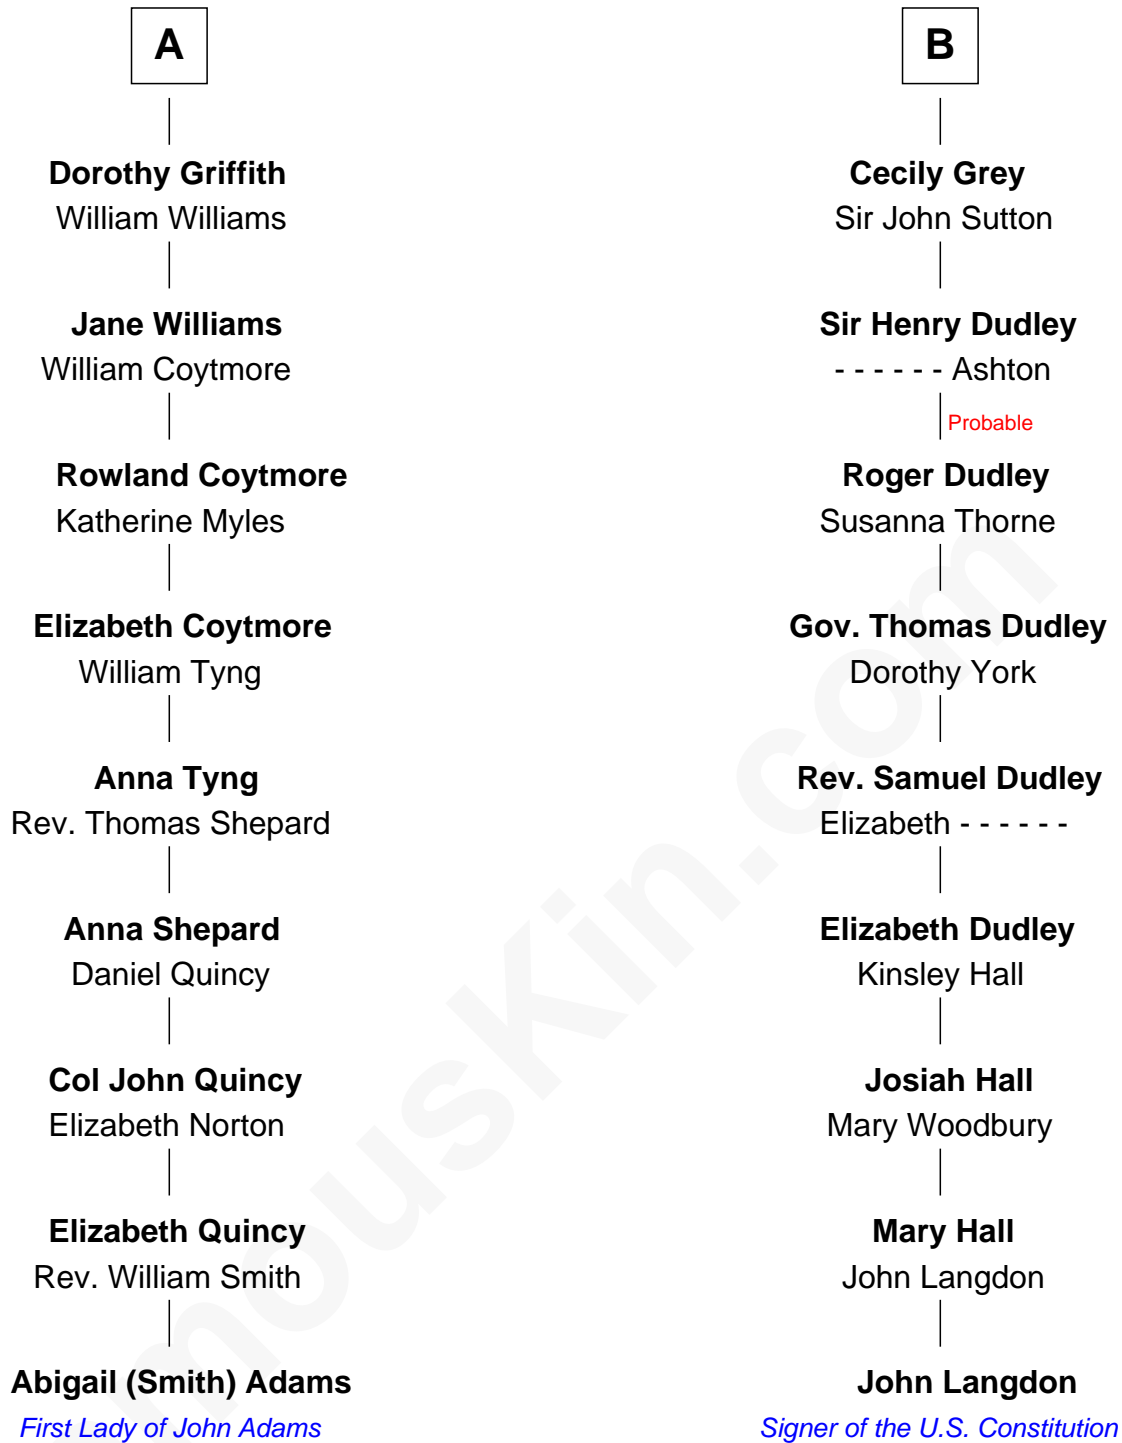 A
Dorothy Griffith
William Williams
Jane Williams
William Coytmore
Rowland Coytmore
Katherine Myles
Elizabeth Coytmore
William Tyng
Anna Tyng
Rev. Thomas Shepard
Anna Shepard
Daniel Quincy
Col John Quincy
Elizabeth Norton
Elizabeth Quincy
Rev. William Smith
Abigail (Smith) Adams
First Lady of John Adams
B
Cecily Grey
Sir John Sutton
Sir Henry Dudley
- - - - - - Ashton
Probable
Roger Dudley
Susanna Thorne
Gov. Thomas Dudley
Dorothy York
Rev. Samuel Dudley
Elizabeth - - - - - -
Elizabeth Dudley
Kinsley Hall
Josiah Hall
Mary Woodbury
Mary Hall
John Langdon
John Langdon
Signer of the U.S. Constitution
mousKin.com